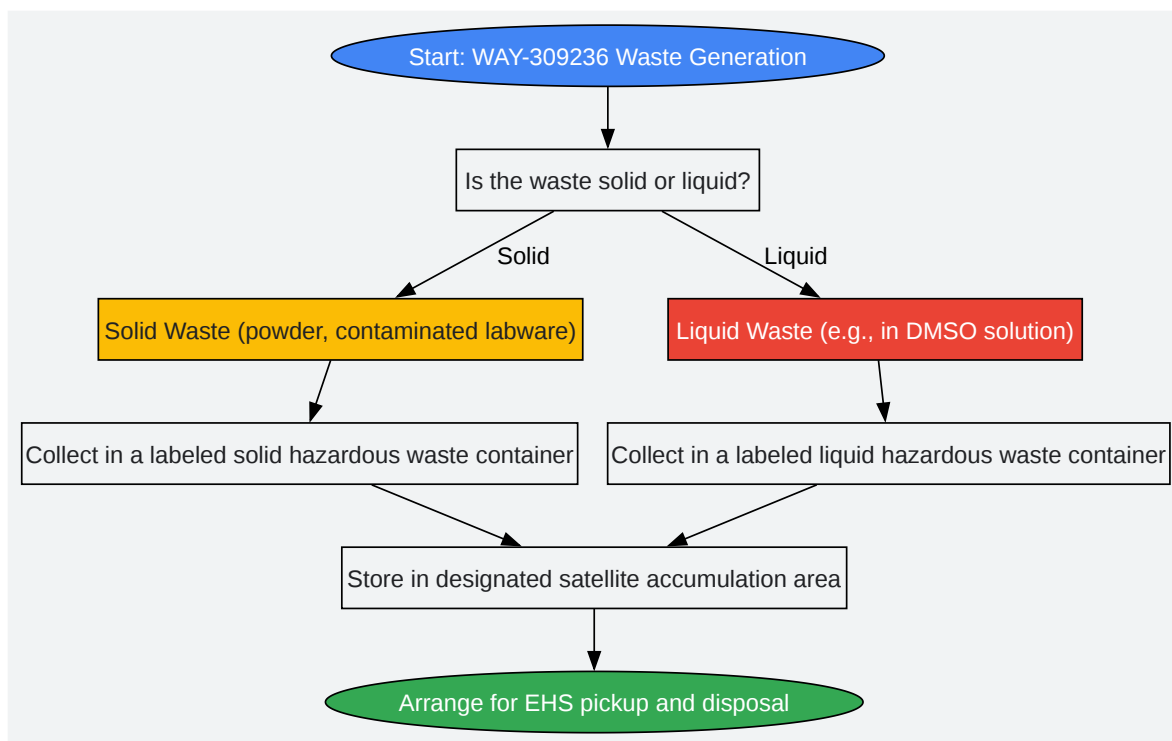 Start: WAY-309236 Waste Generation
Is the waste solid or liquid?
Solid
Liquid
Solid Waste (powder, contaminated labware)
Liquid Waste (e.g., in DMSO solution)
Collect in a labeled solid hazardous waste container
Collect in a labeled liquid hazardous waste container
Store in designated satellite accumulation area
Arrange for EHS pickup and disposal